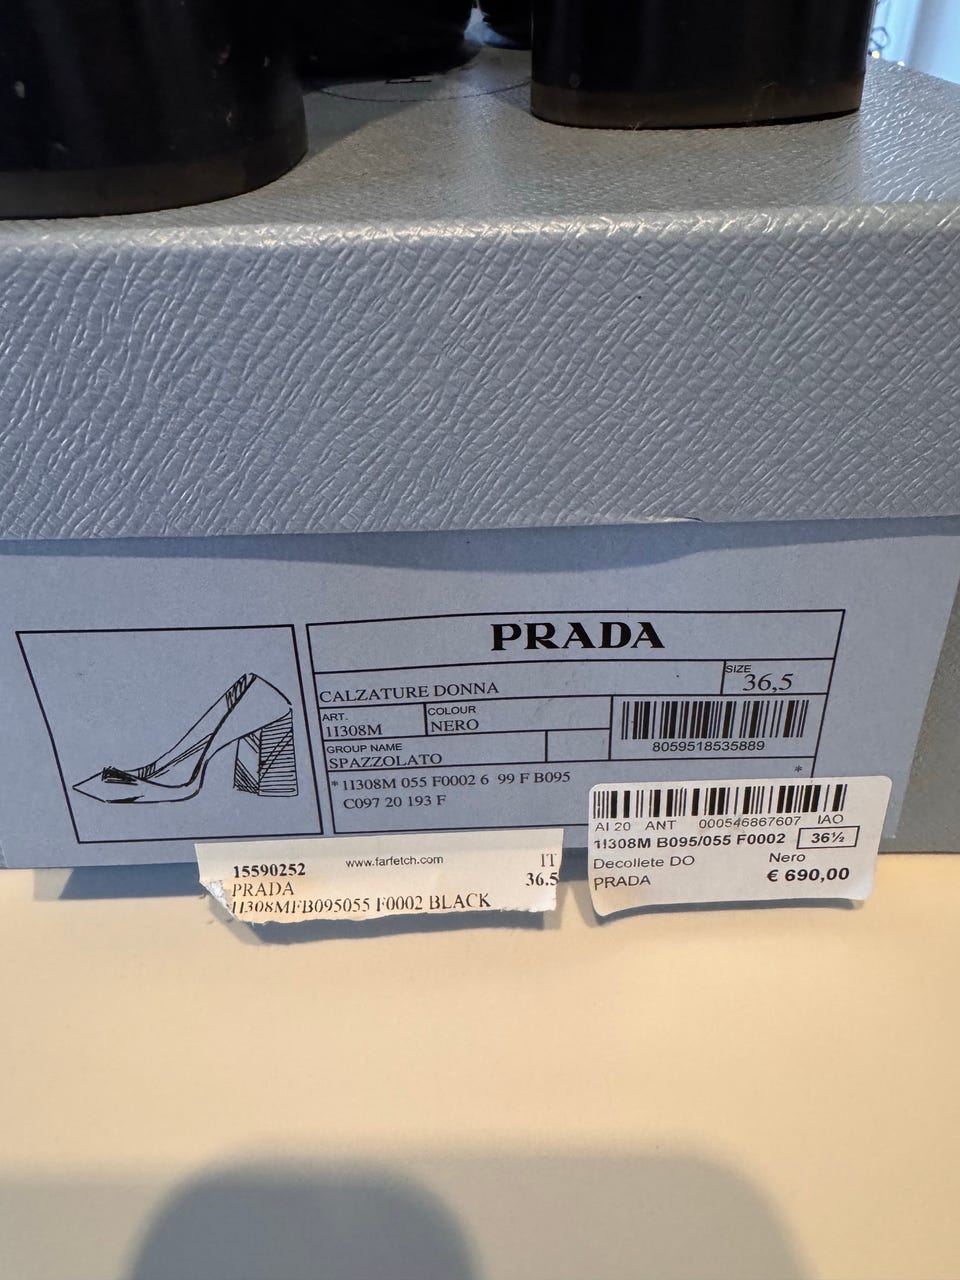 PRADA
CALZATURE DONNA
SIZE
36,5
ART.
1I308M
COLOUR
NERO
GROUP NAME
SPAZZOLATO
8059518535889
* 1I308M 055 F0002 6 99 F B095 *
C097 20 193 F
AI 20 ANT 000546867607 IAO
1I308M B095/055 F0002 36½
Decollete DO Nero
PRADA € 690,00
15590252 www.farfetch.com IT
PRADA 36.5
1I308MFB095055 F0002 BLACK